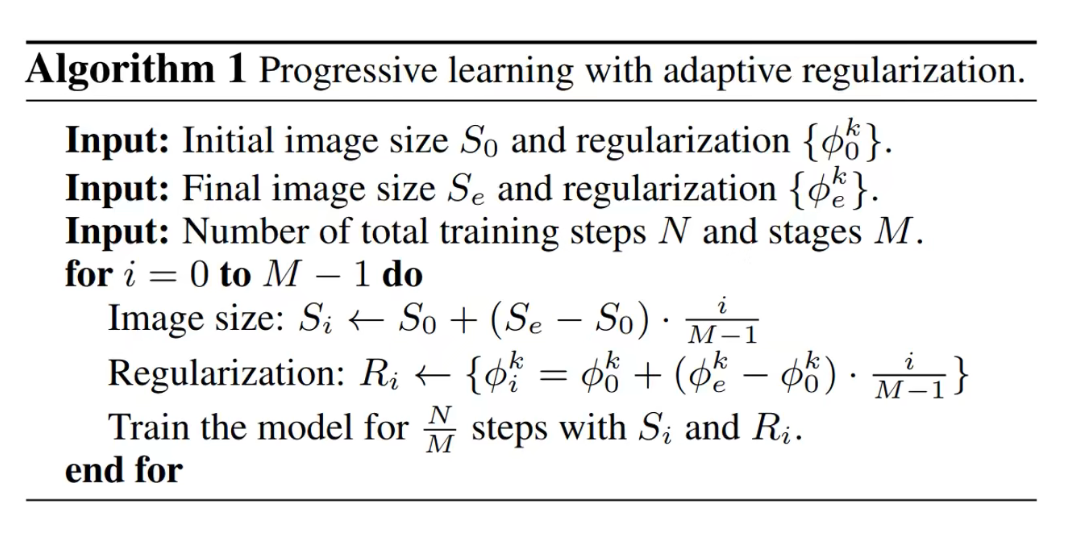 Algorithm 1 Progressive learning with adaptive regularization.
Input: Initial image size $S_0$ and regularization $\{\phi_0^k\}$.
Input: Final image size $S_e$ and regularization $\{\phi_e^k\}$.
Input: Number of total training steps $N$ and stages $M$.
for $i = 0$ to $M - 1$ do
Image size: $S_i \leftarrow S_0 + (S_e - S_0) \cdot \frac{i}{M-1}$
Regularization: $R_i \leftarrow \{\phi_i^k = \phi_0^k + (\phi_e^k - \phi_0^k) \cdot \frac{i}{M-1}\}$
Train the model for $\frac{N}{M}$ steps with $S_i$ and $R_i$.
end for